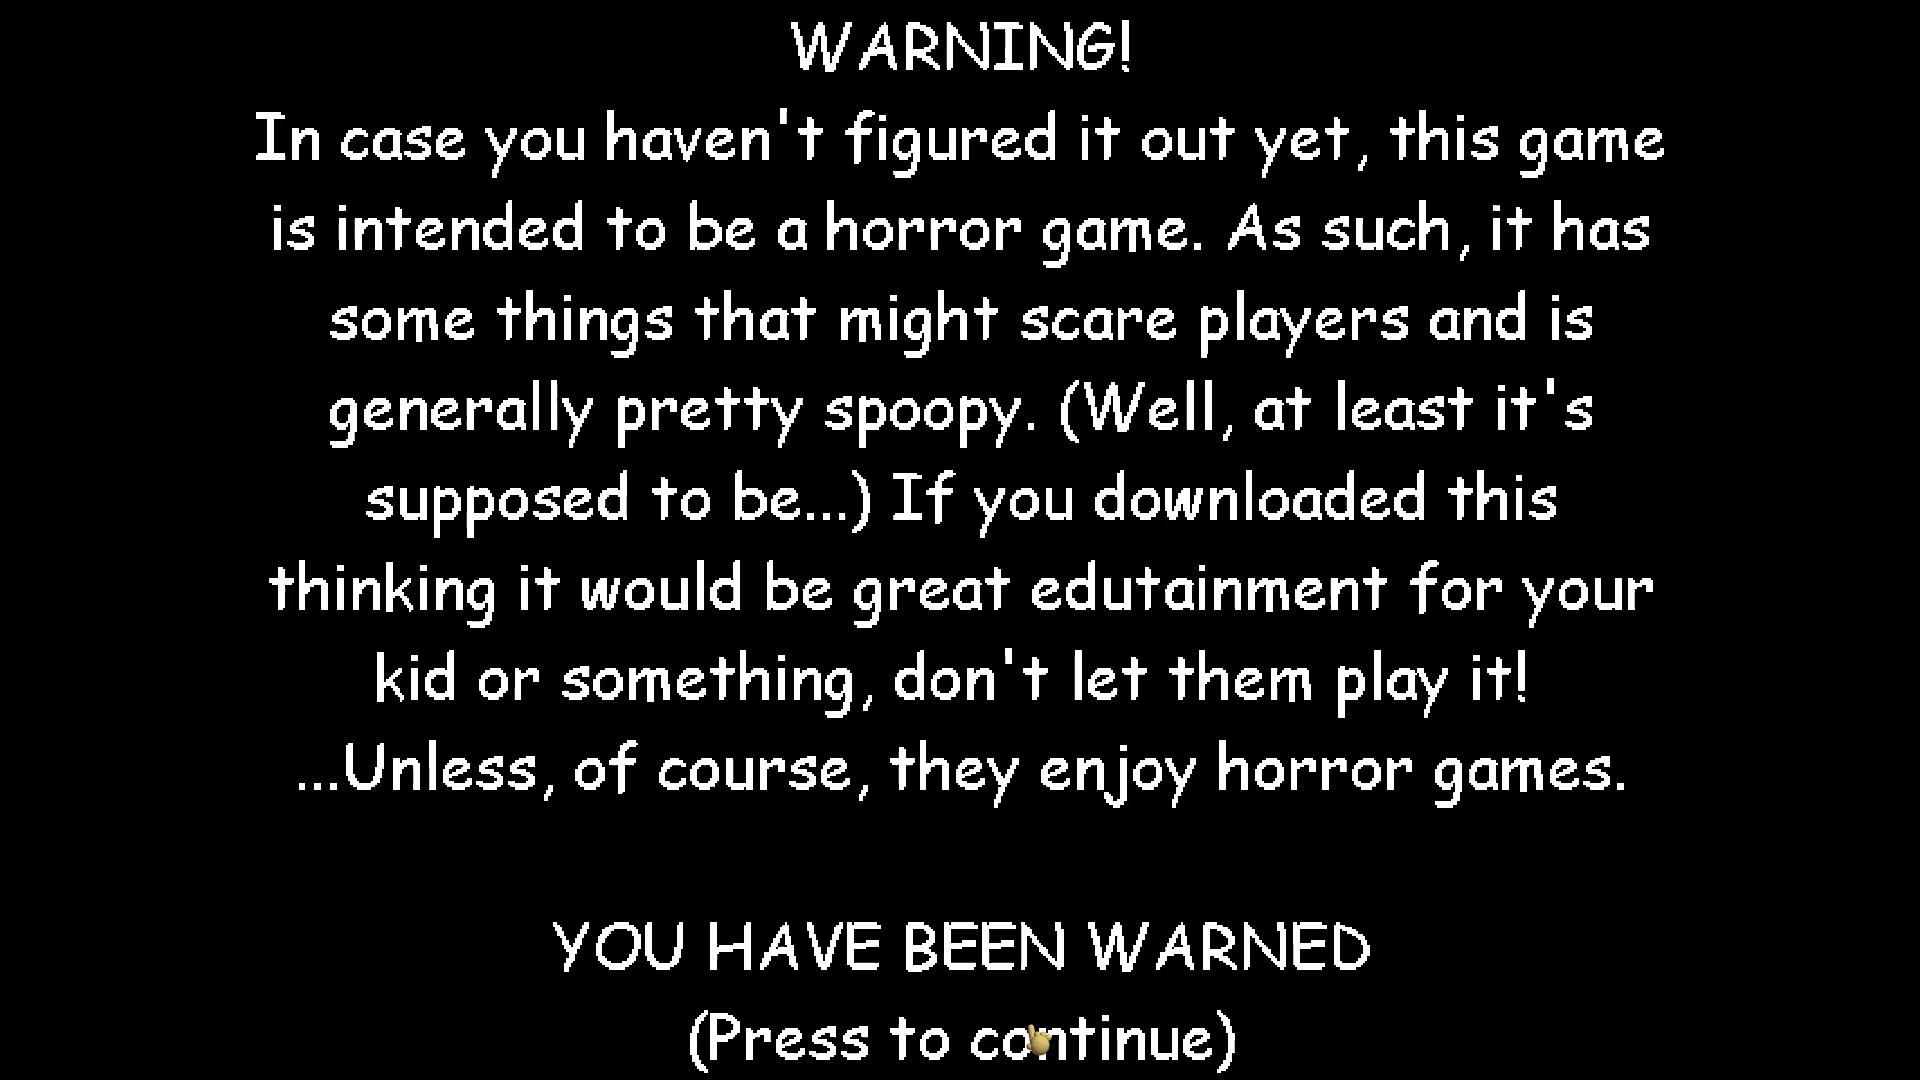 WARNING!
In case you haven't figured it out yet, this game
is intended to be a horror game. As such, it has
some things that might scare players and is
generally pretty spoopy. (Well, at least it's
supposed to be...) If you downloaded this
thinking it would be great edutainment for your
kid or something, don't let them play it!
...Unless, of course, they enjoy horror games.
YOU HAVE BEEN WARNED
(Press to continue)